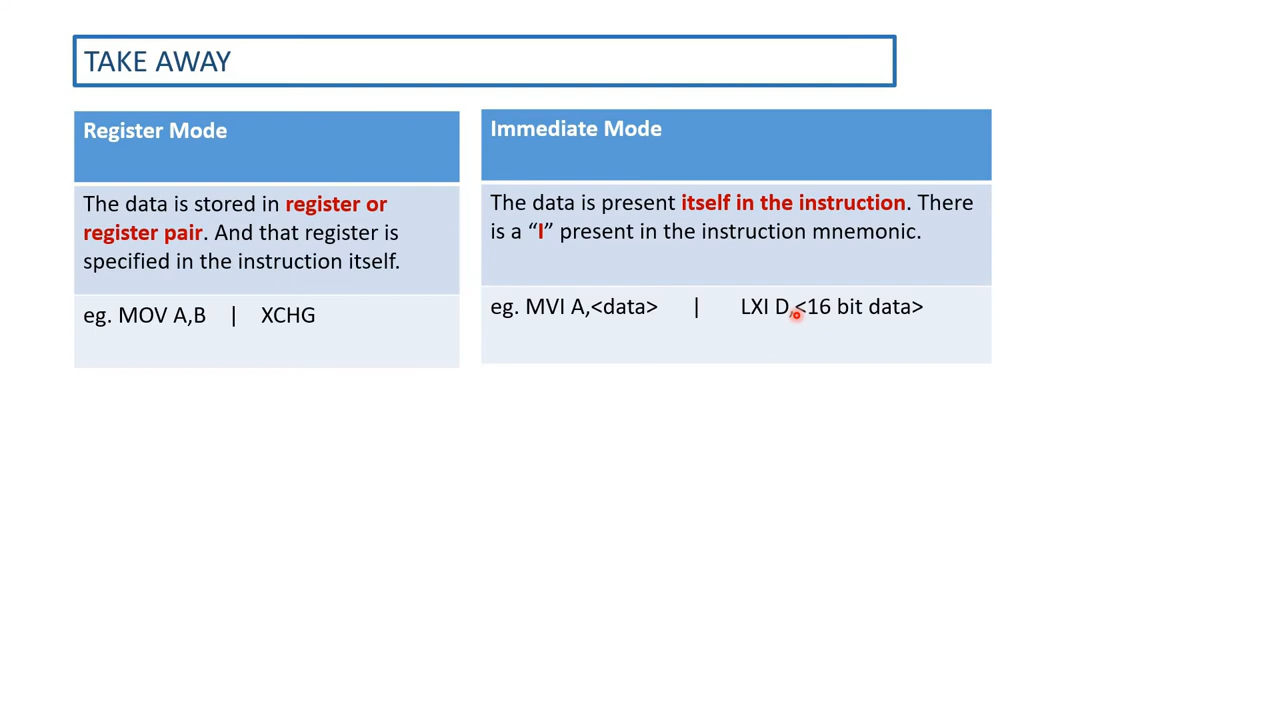 TAKE AWAY
Register Mode
The data is stored in register or
register pair. And that register is
specified in the instruction itself.
eg. MOV A,B | XCHG
Immediate Mode
The data is present itself in the instruction. There
is a “I” present in the instruction mnemonic.
eg. MVI A,<data> | LXI D,<16 bit data>